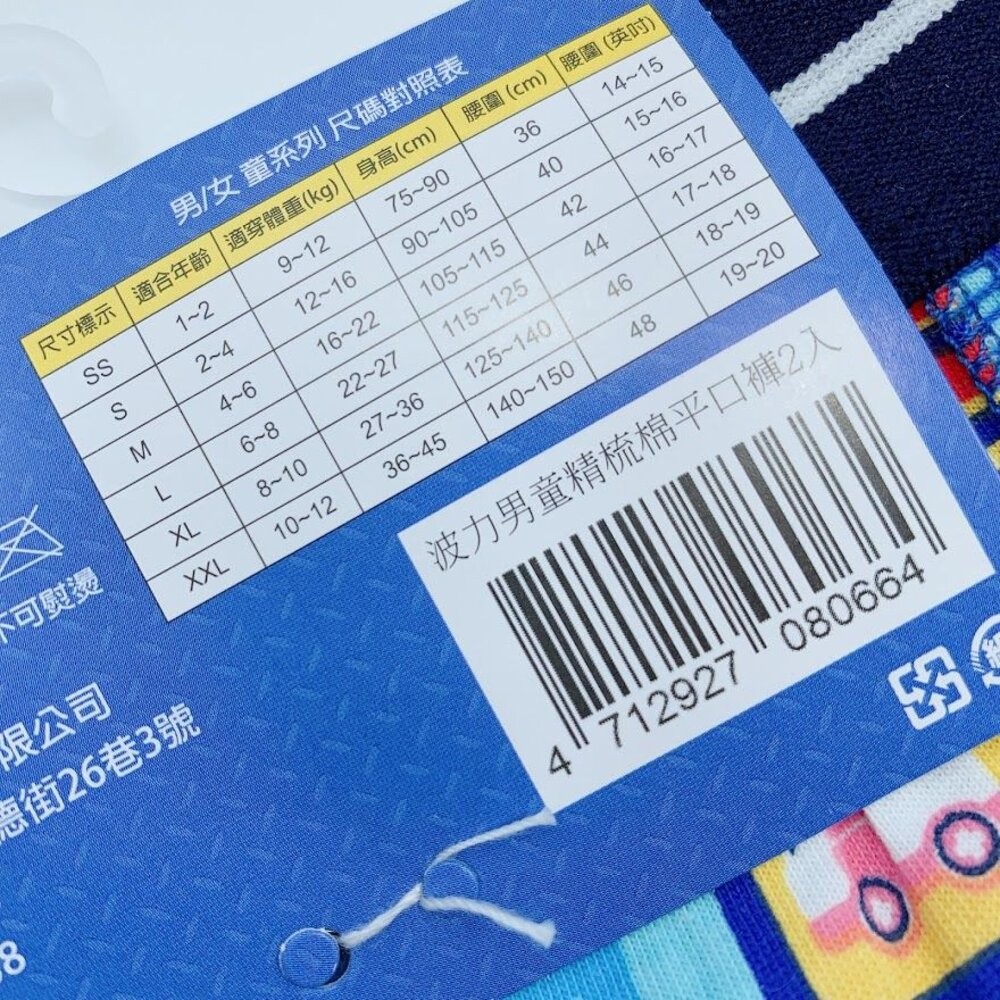 男/女 童系列 尺碼對照表
尺寸標示 適合年齡 適穿體重(kg) 身高(cm) 腰圍(cm) 腰圍(英吋)
SS 1~2 9~12 75~90 36 14~15
S 2~4 12~16 90~105 40 15~16
M 4~6 16~22 105~115 42 16~17
L 6~8 22~27 115~125 44 17~18
XL 8~10 27~36 125~140 46 18~19
XXL 10~12 36~45 140~150 48 19~20
不可熨燙
波力男童精梳棉平口褲2入
4 712927 080664
限公司
德街26巷3號
8